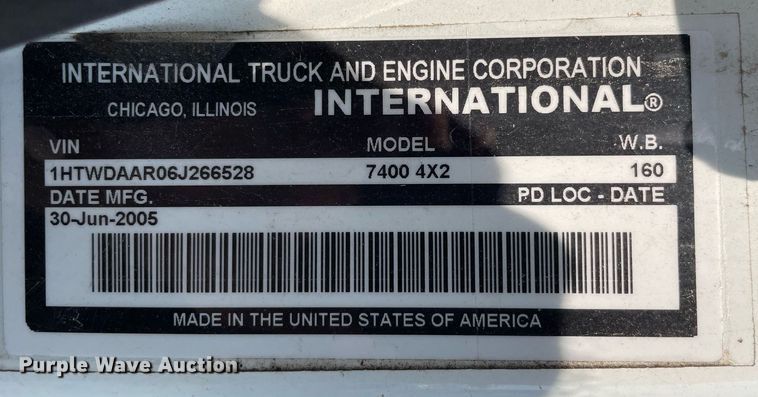 INTERNATIONAL TRUCK AND ENGINE CORPORATION
CHICAGO, ILLINOIS INTERNATIONAL®
VIN MODEL W.B.
1HTWDAAR06J266528 7400 4X2 160
DATE MFG. PD LOC - DATE
30-Jun-2005
MADE IN THE UNITED STATES OF AMERICA
Purple Wave Auction